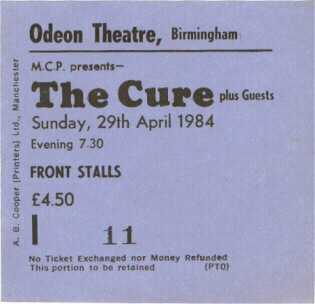 Odeon Theatre, Birmingham
M.C.P. presents—
The Cure plus Guests
Sunday, 29th April 1984
Evening 7.30
FRONT STALLS
£4.50
I 11
No Ticket Exchanged nor Money Refunded
This portion to be retained (PTO)
A. B. Cooper (Printers) Ltd., Manchester